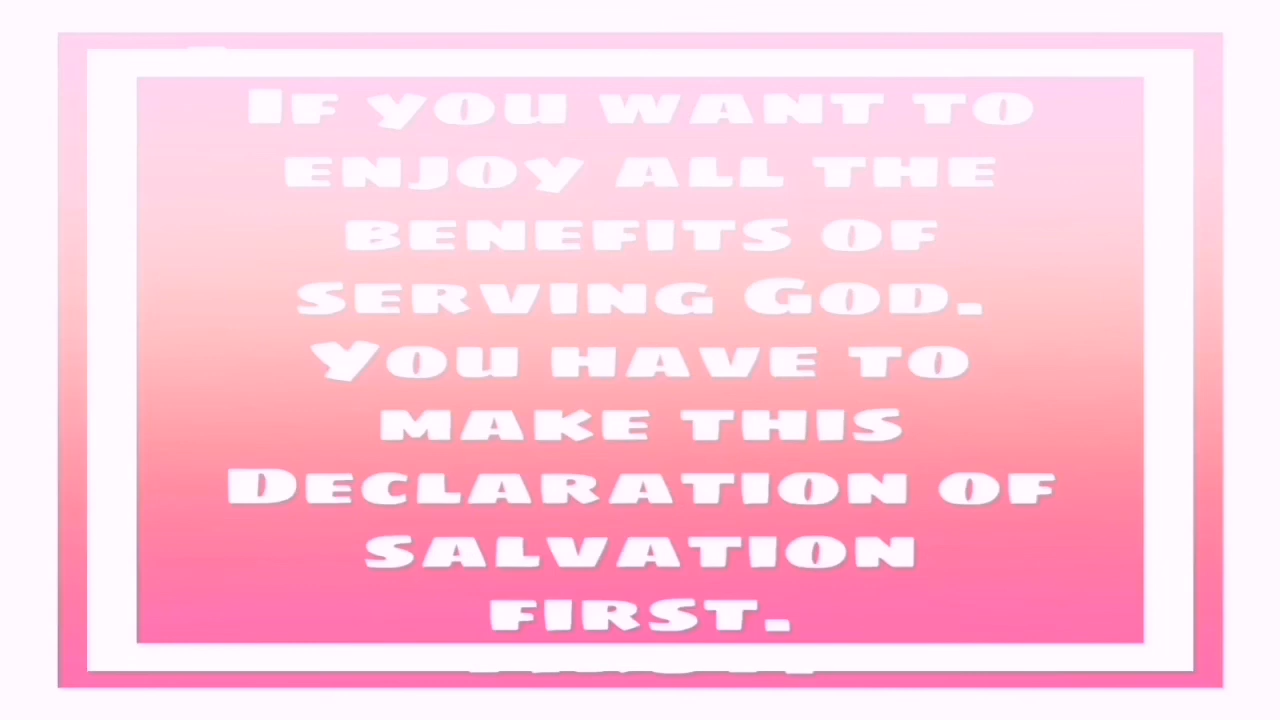 If you want to
enjoy all the
benefits of
serving God.
You have to
make this
Declaration of
salvation
first.